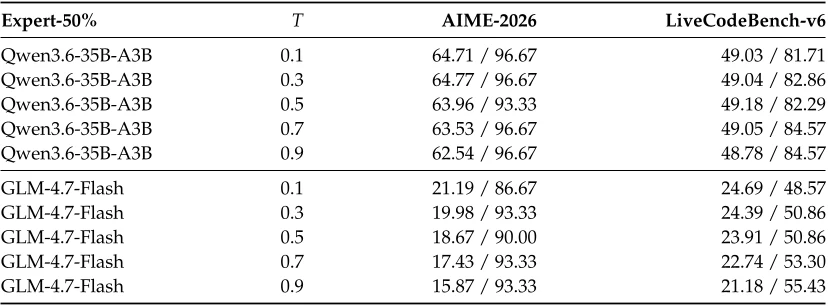 Expert-50% T AIME-2026 LiveCodeBench-v6
Qwen3.6-35B-A3B 0.1 64.71 / 96.67 49.03 / 81.71
Qwen3.6-35B-A3B 0.3 64.77 / 96.67 49.04 / 82.86
Qwen3.6-35B-A3B 0.5 63.96 / 93.33 49.18 / 82.29
Qwen3.6-35B-A3B 0.7 63.53 / 96.67 49.05 / 84.57
Qwen3.6-35B-A3B 0.9 62.54 / 96.67 48.78 / 84.57
GLM-4.7-Flash 0.1 21.19 / 86.67 24.69 / 48.57
GLM-4.7-Flash 0.3 19.98 / 93.33 24.39 / 50.86
GLM-4.7-Flash 0.5 18.67 / 90.00 23.91 / 50.86
GLM-4.7-Flash 0.7 17.43 / 93.33 22.74 / 53.30
GLM-4.7-Flash 0.9 15.87 / 93.33 21.18 / 55.43